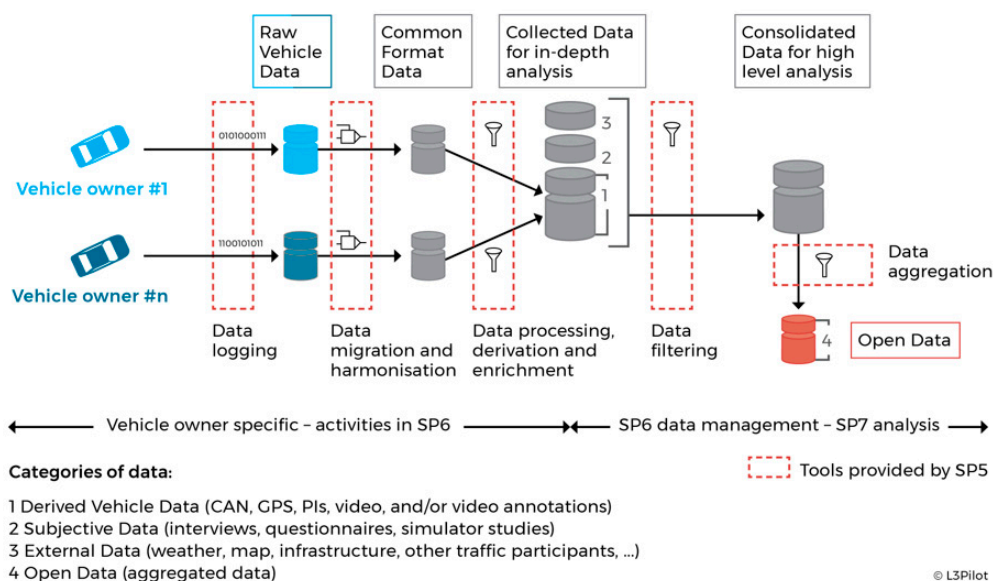 Raw
Vehicle
Data
Common
Format
Data
Collected Data
for in-depth
analysis
Consolidated
Data for high
level analysis
0101000111
3
2
1
Vehicle owner #1
1100101011
Vehicle owner #n
Data
aggregation
Data
logging
Data
migration and
harmonisation
Data processing,
derivation and
enrichment
Data
filtering
4
Open Data
Vehicle owner specific – activities in SP6
SP6 data management – SP7 analysis
Categories of data:
Tools provided by SP5
1 Derived Vehicle Data (CAN, GPS, PIs, video, and/or video annotations)
2 Subjective Data (interviews, questionnaires, simulator studies)
3 External Data (weather, map, infrastructure, other traffic participants, ...)
4 Open Data (aggregated data)
© L3Pilot